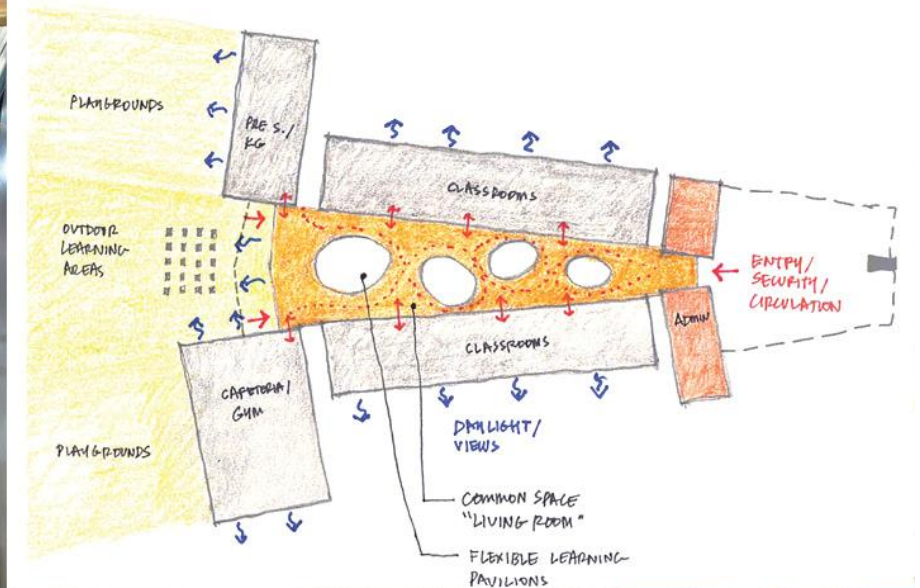 PLAYGROUNDS
PRE S./
KG
CLASSROOMS
OUTDOOR
LEARNING
AREAS
ENTRY/
SECURITY/
CIRCULATION
ADMIN
CLASSROOMS
CAFETERIA/
GYM
PLAYGROUNDS
DAYLIGHT/
VIEWS
COMMON SPACE
"LIVING ROOM"
FLEXIBLE LEARNING
PAVILIONS